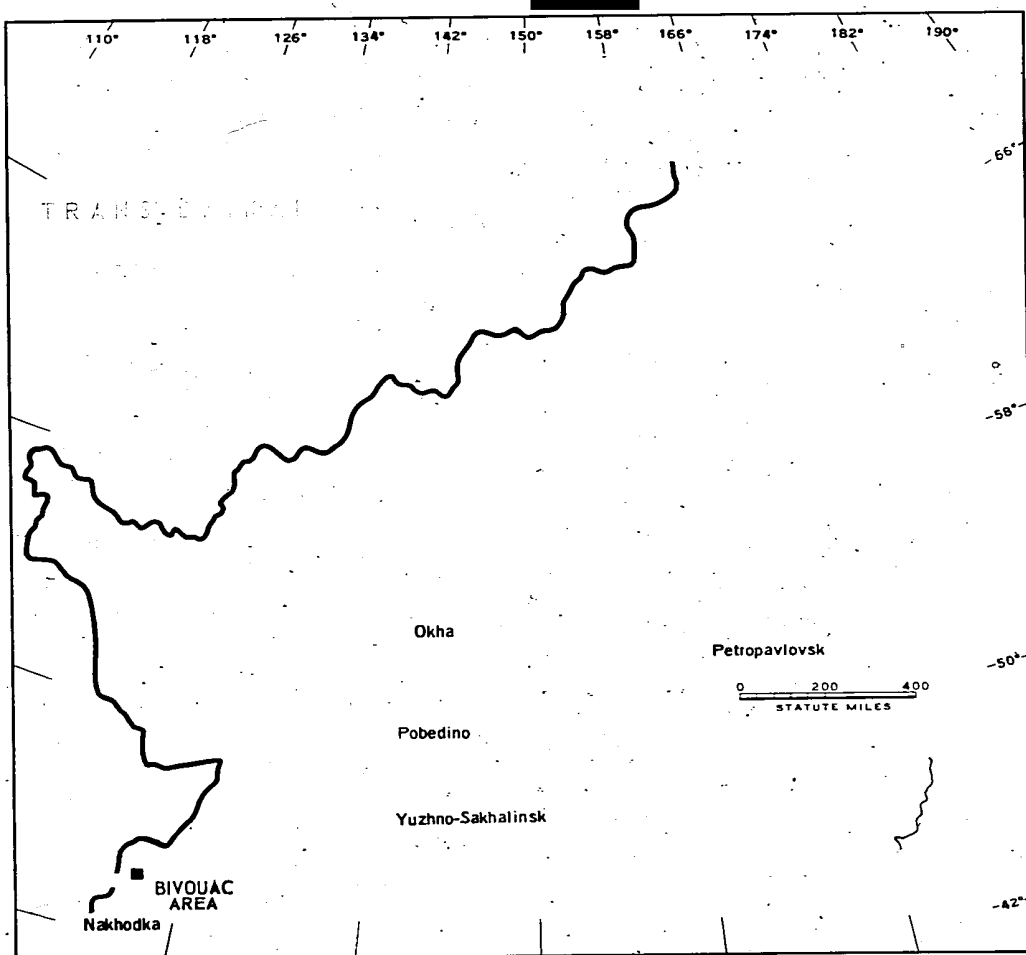 110° 118° 126° 134° 142° 150° 158° 166° 174° 182° 190°
66°
58°
Okha
Petropavlovsk
50°
0 200 400
STATUTE MILES
Pobedino
Yuzhno-Sakhalinsk
BIVOUAC
AREA
42°
Nakhodka